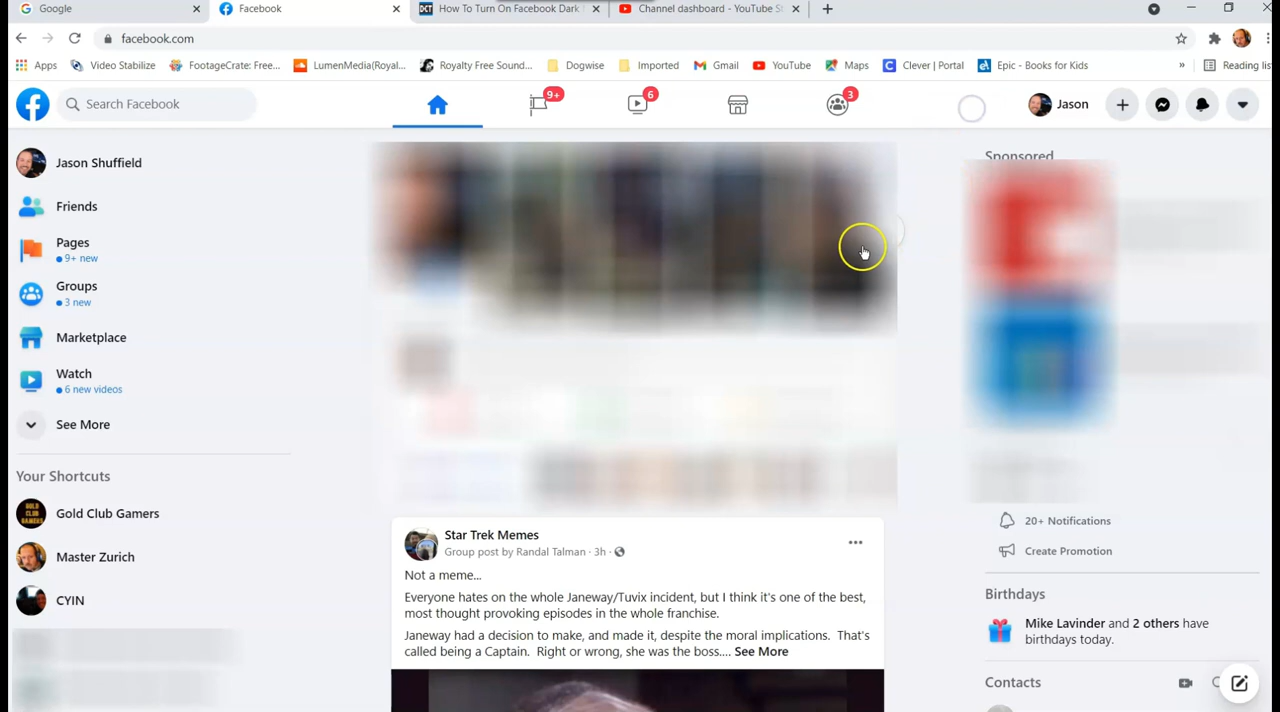 Google
Facebook
How To Turn On Facebook Dark
Channel dashboard - YouTube St
facebook.com
Apps
Video Stabilize
FootageCrate: Free...
LumenMedia(Royal...
Royalty Free Sound...
Dogwise
Imported
Gmail
YouTube
Maps
Clever | Portal
Epic - Books for Kids
»
Reading list
Search Facebook
9+
6
3
Jason
Jason Shuffield
Friends
Pages
9+ new
Groups
3 new
Marketplace
Watch
6 new videos
See More
Your Shortcuts
Gold Club Gamers
Master Zurich
CYIN
Star Trek Memes
Group post by Randal Talman · 3h ·
Not a meme...
Everyone hates on the whole Janeway/Tuvix incident, but I think it's one of the best,
most thought provoking episodes in the whole franchise.
Janeway had a decision to make, and made it, despite the moral implications. That's
called being a Captain. Right or wrong, she was the boss.... See More
Sponsored
20+ Notifications
Create Promotion
Birthdays
Mike Lavinder and 2 others have
birthdays today.
Contacts